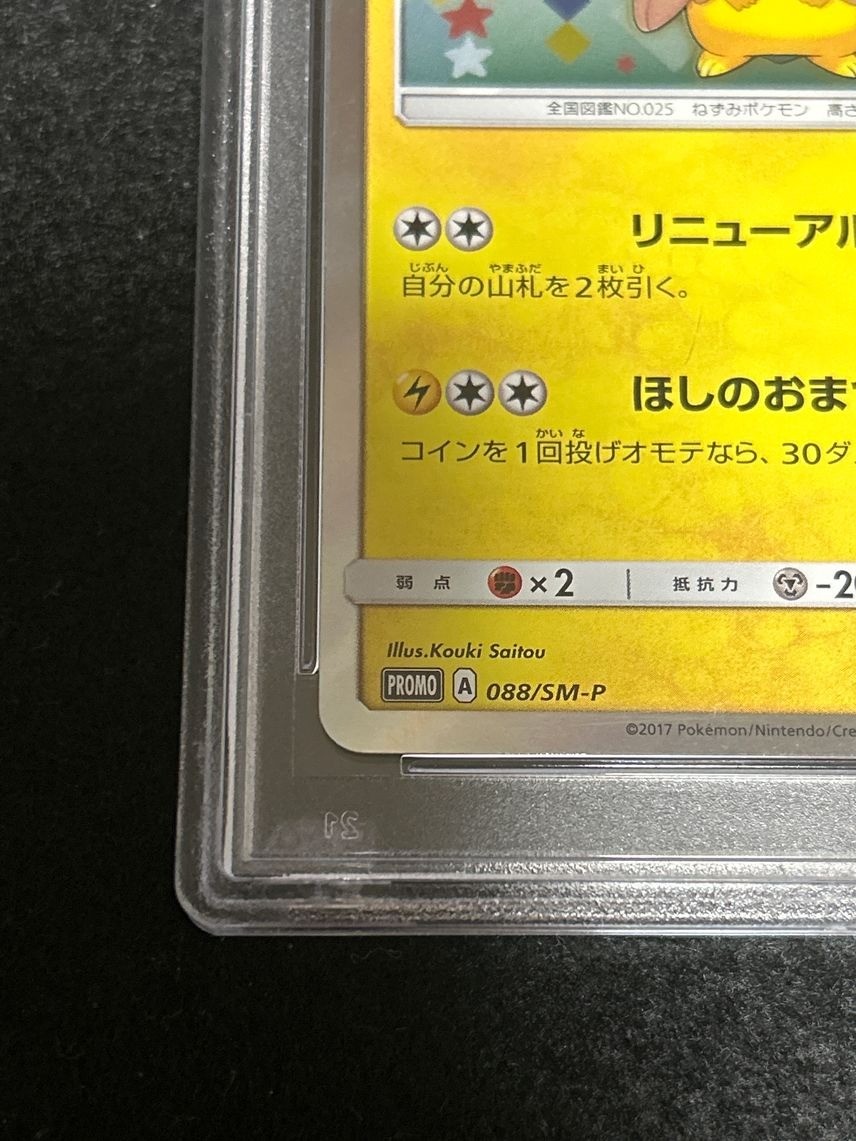 全国図鑑NO.025 ねずみポケモン 高さ
リニューアル
じぶん やまふだ まい ひ
自分の山札を2枚引く。
ほしのおま
かい な
コインを1回投げオモテなら、30ダ
弱点 ×2 抵抗力 -20
Illus.Kouki Saitou
PROMO A 088/SM-P
©2017 Pokémon/Nintendo/Cre
21